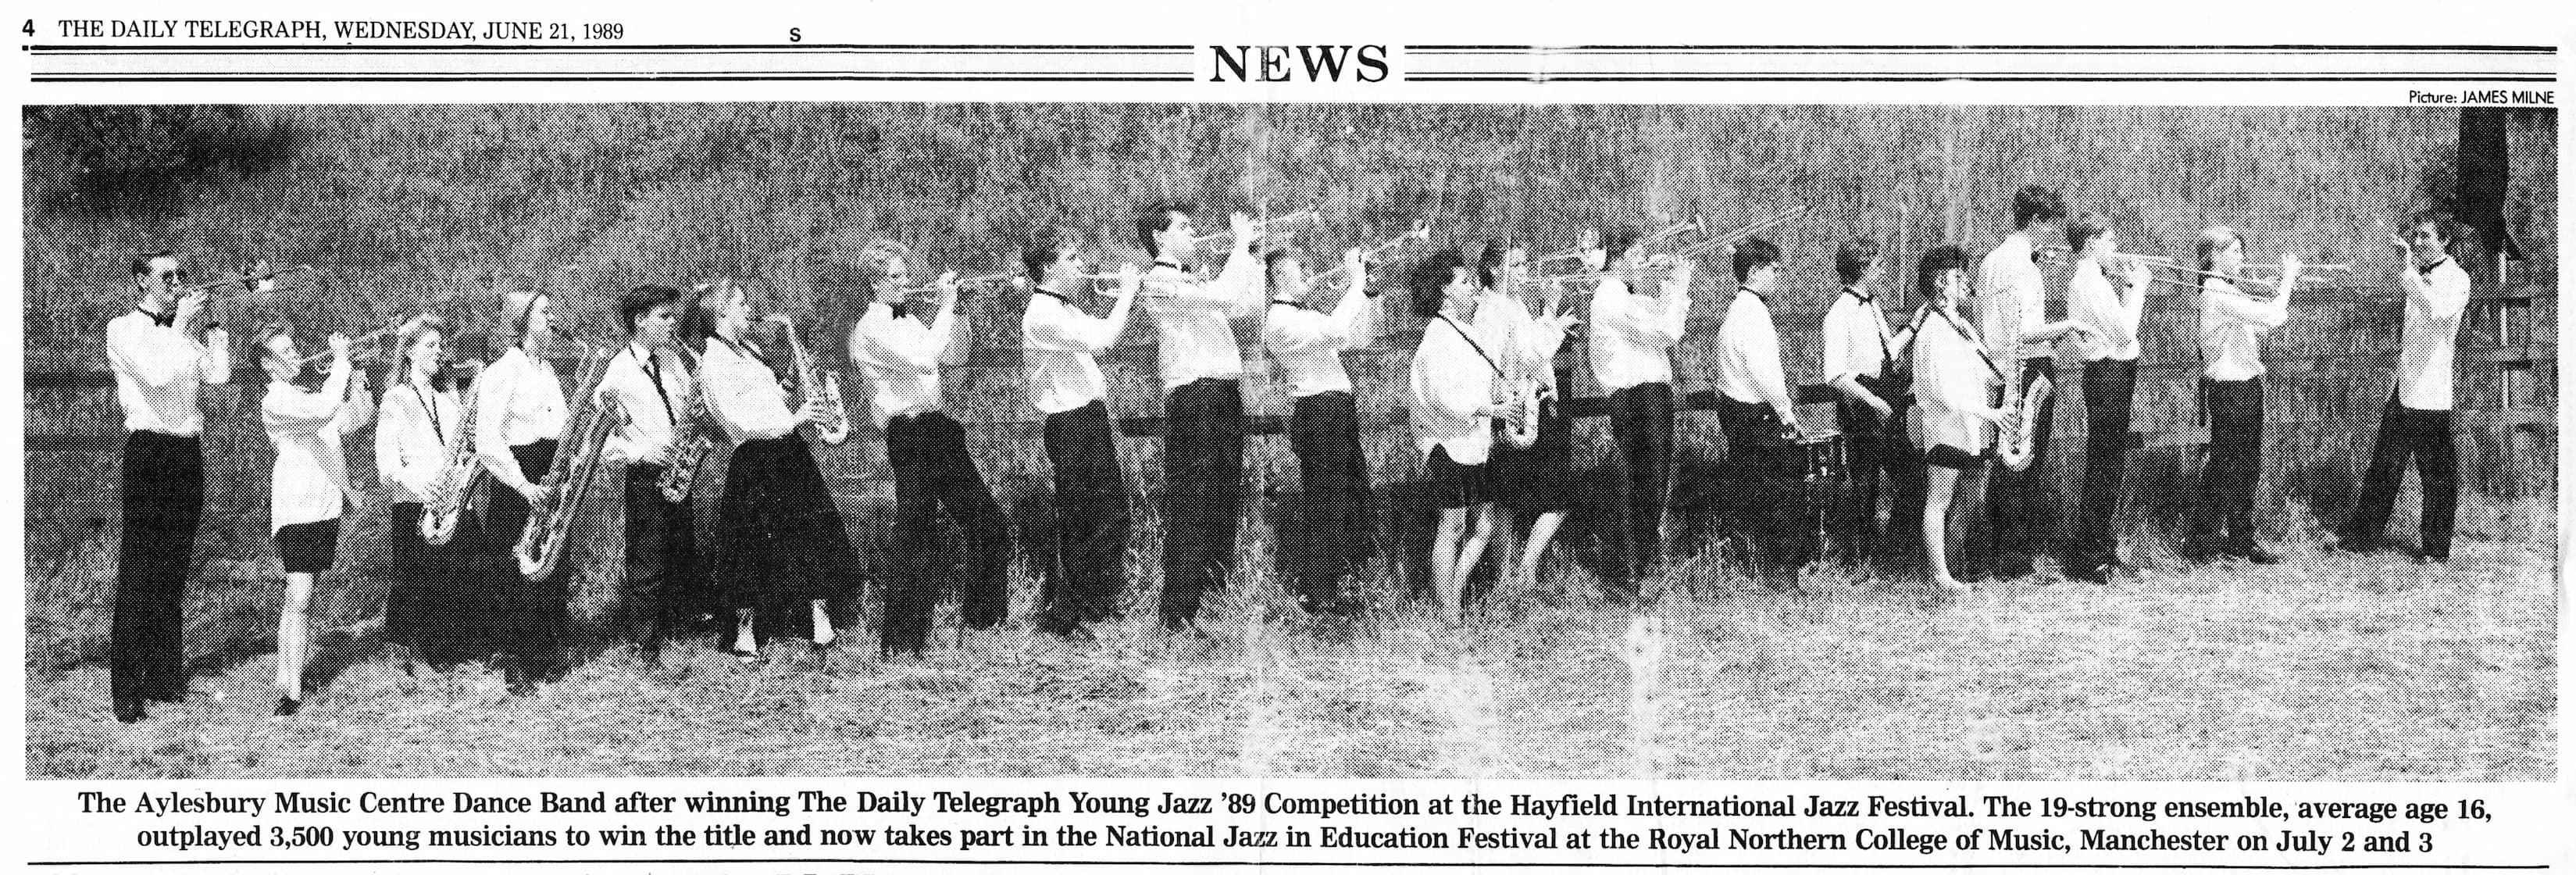 4 THE DAILY TELEGRAPH, WEDNESDAY, JUNE 21, 1989
S
NEWS
Picture: JAMES MILNE
The Aylesbury Music Centre Dance Band after winning The Daily Telegraph Young Jazz ’89 Competition at the Hayfield International Jazz Festival. The 19-strong ensemble, average age 16,
outplayed 3,500 young musicians to win the title and now takes part in the National Jazz in Education Festival at the Royal Northern College of Music, Manchester on July 2 and 3